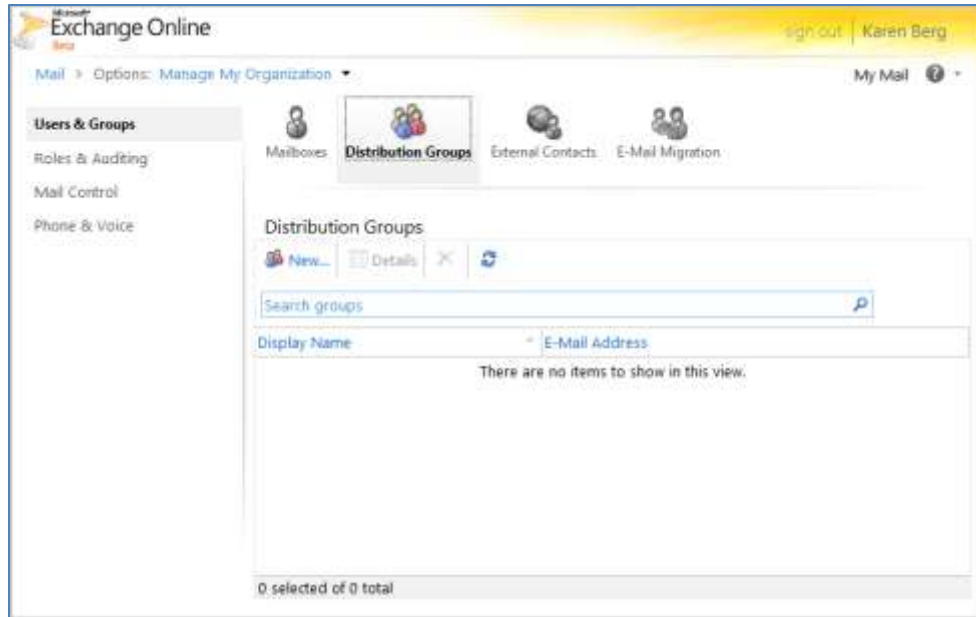 Microsoft
Exchange Online
Beta
sign out | Karen Berg
Mail > Options: Manage My Organization
My Mail
Users & Groups
Roles & Auditing
Mail Control
Phone & Voice
Mailboxes
Distribution Groups
External Contacts
E-Mail Migration
Distribution Groups
New...
Details
Search groups
Display Name
E-Mail Address
There are no items to show in this view.
0 selected of 0 total